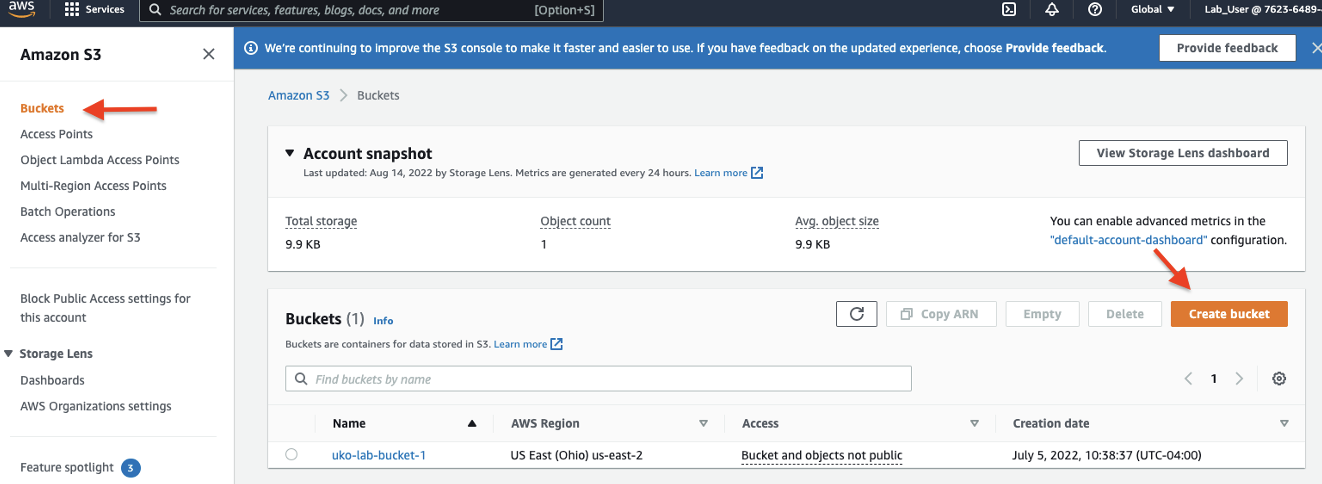 aws
Services
Search for services, features, blogs, docs, and more
[Option+S]
Global
Lab_User @ 7623-6489-
Amazon S3
Buckets
Access Points
Object Lambda Access Points
Multi-Region Access Points
Batch Operations
Access analyzer for S3
Block Public Access settings for
this account
Storage Lens
Dashboards
AWS Organizations settings
Feature spotlight 3
We're continuing to improve the S3 console to make it faster and easier to use. If you have feedback on the updated experience, choose Provide feedback.
Provide feedback
Amazon S3 Buckets
Account snapshot
Last updated: Aug 14, 2022 by Storage Lens. Metrics are generated every 24 hours. Learn more
View Storage Lens dashboard
Total storage
9.9 KB
Object count
1
Avg. object size
9.9 KB
You can enable advanced metrics in the
"default-account-dashboard" configuration.
Buckets (1) Info
Buckets are containers for data stored in S3. Learn more
Copy ARN
Empty
Delete
Create bucket
Find buckets by name
1
Name AWS Region Access Creation date
uko-lab-bucket-1 US East (Ohio) us-east-2 Bucket and objects not public July 5, 2022, 10:38:37 (UTC-04:00)